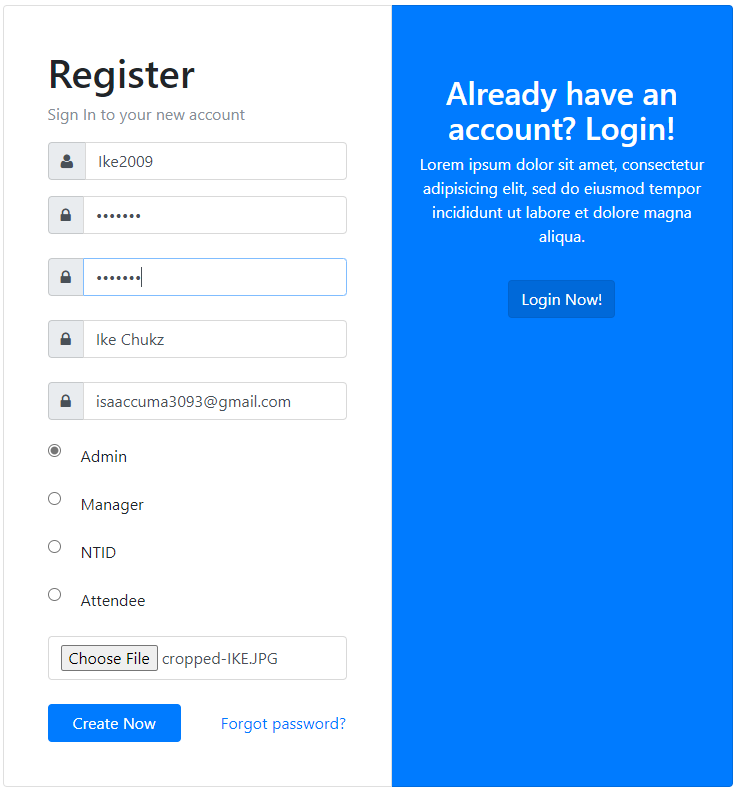 Register
Sign In to your new account
Ike2009
•••••••
•••••••
Ike Chukz
isaaccuma3093@gmail.com
Admin
Manager
NTID
Attendee
Choose File cropped-IKE.JPG
Create Now Forgot password?
Already have an
account? Login!
Lorem ipsum dolor sit amet, consectetur
adipisicing elit, sed do eiusmod tempor
incididunt ut labore et dolore magna
aliqua.
Login Now!